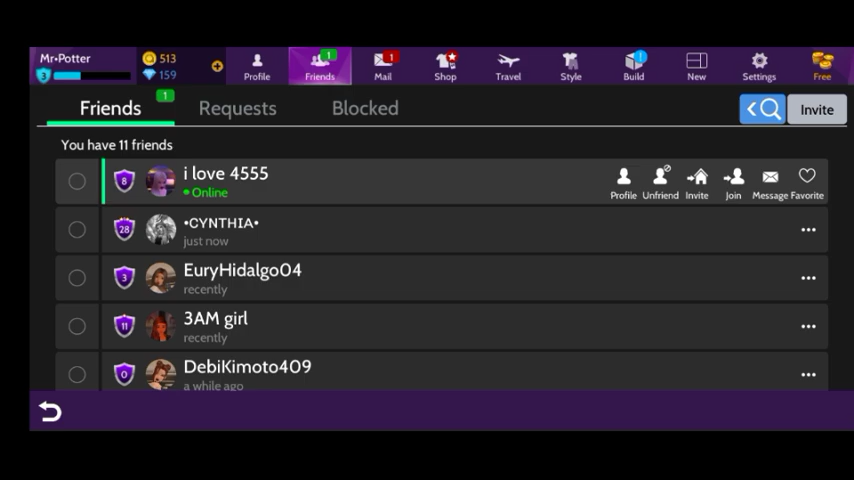 Mr•Potter
3
513
159
Profile
1
Friends
1
Mail
Shop
Travel
Style
!
Build
New
Settings
Free
Friends
1
Requests
Blocked
Invite
You have 11 friends
8
i love 4555
Online
Profile
Unfriend
Invite
Join
Message
Favorite
28
•CYNTHIA•
just now
3
EuryHidalgo04
recently
11
3AM girl
recently
0
DebiKimoto409
a while ago